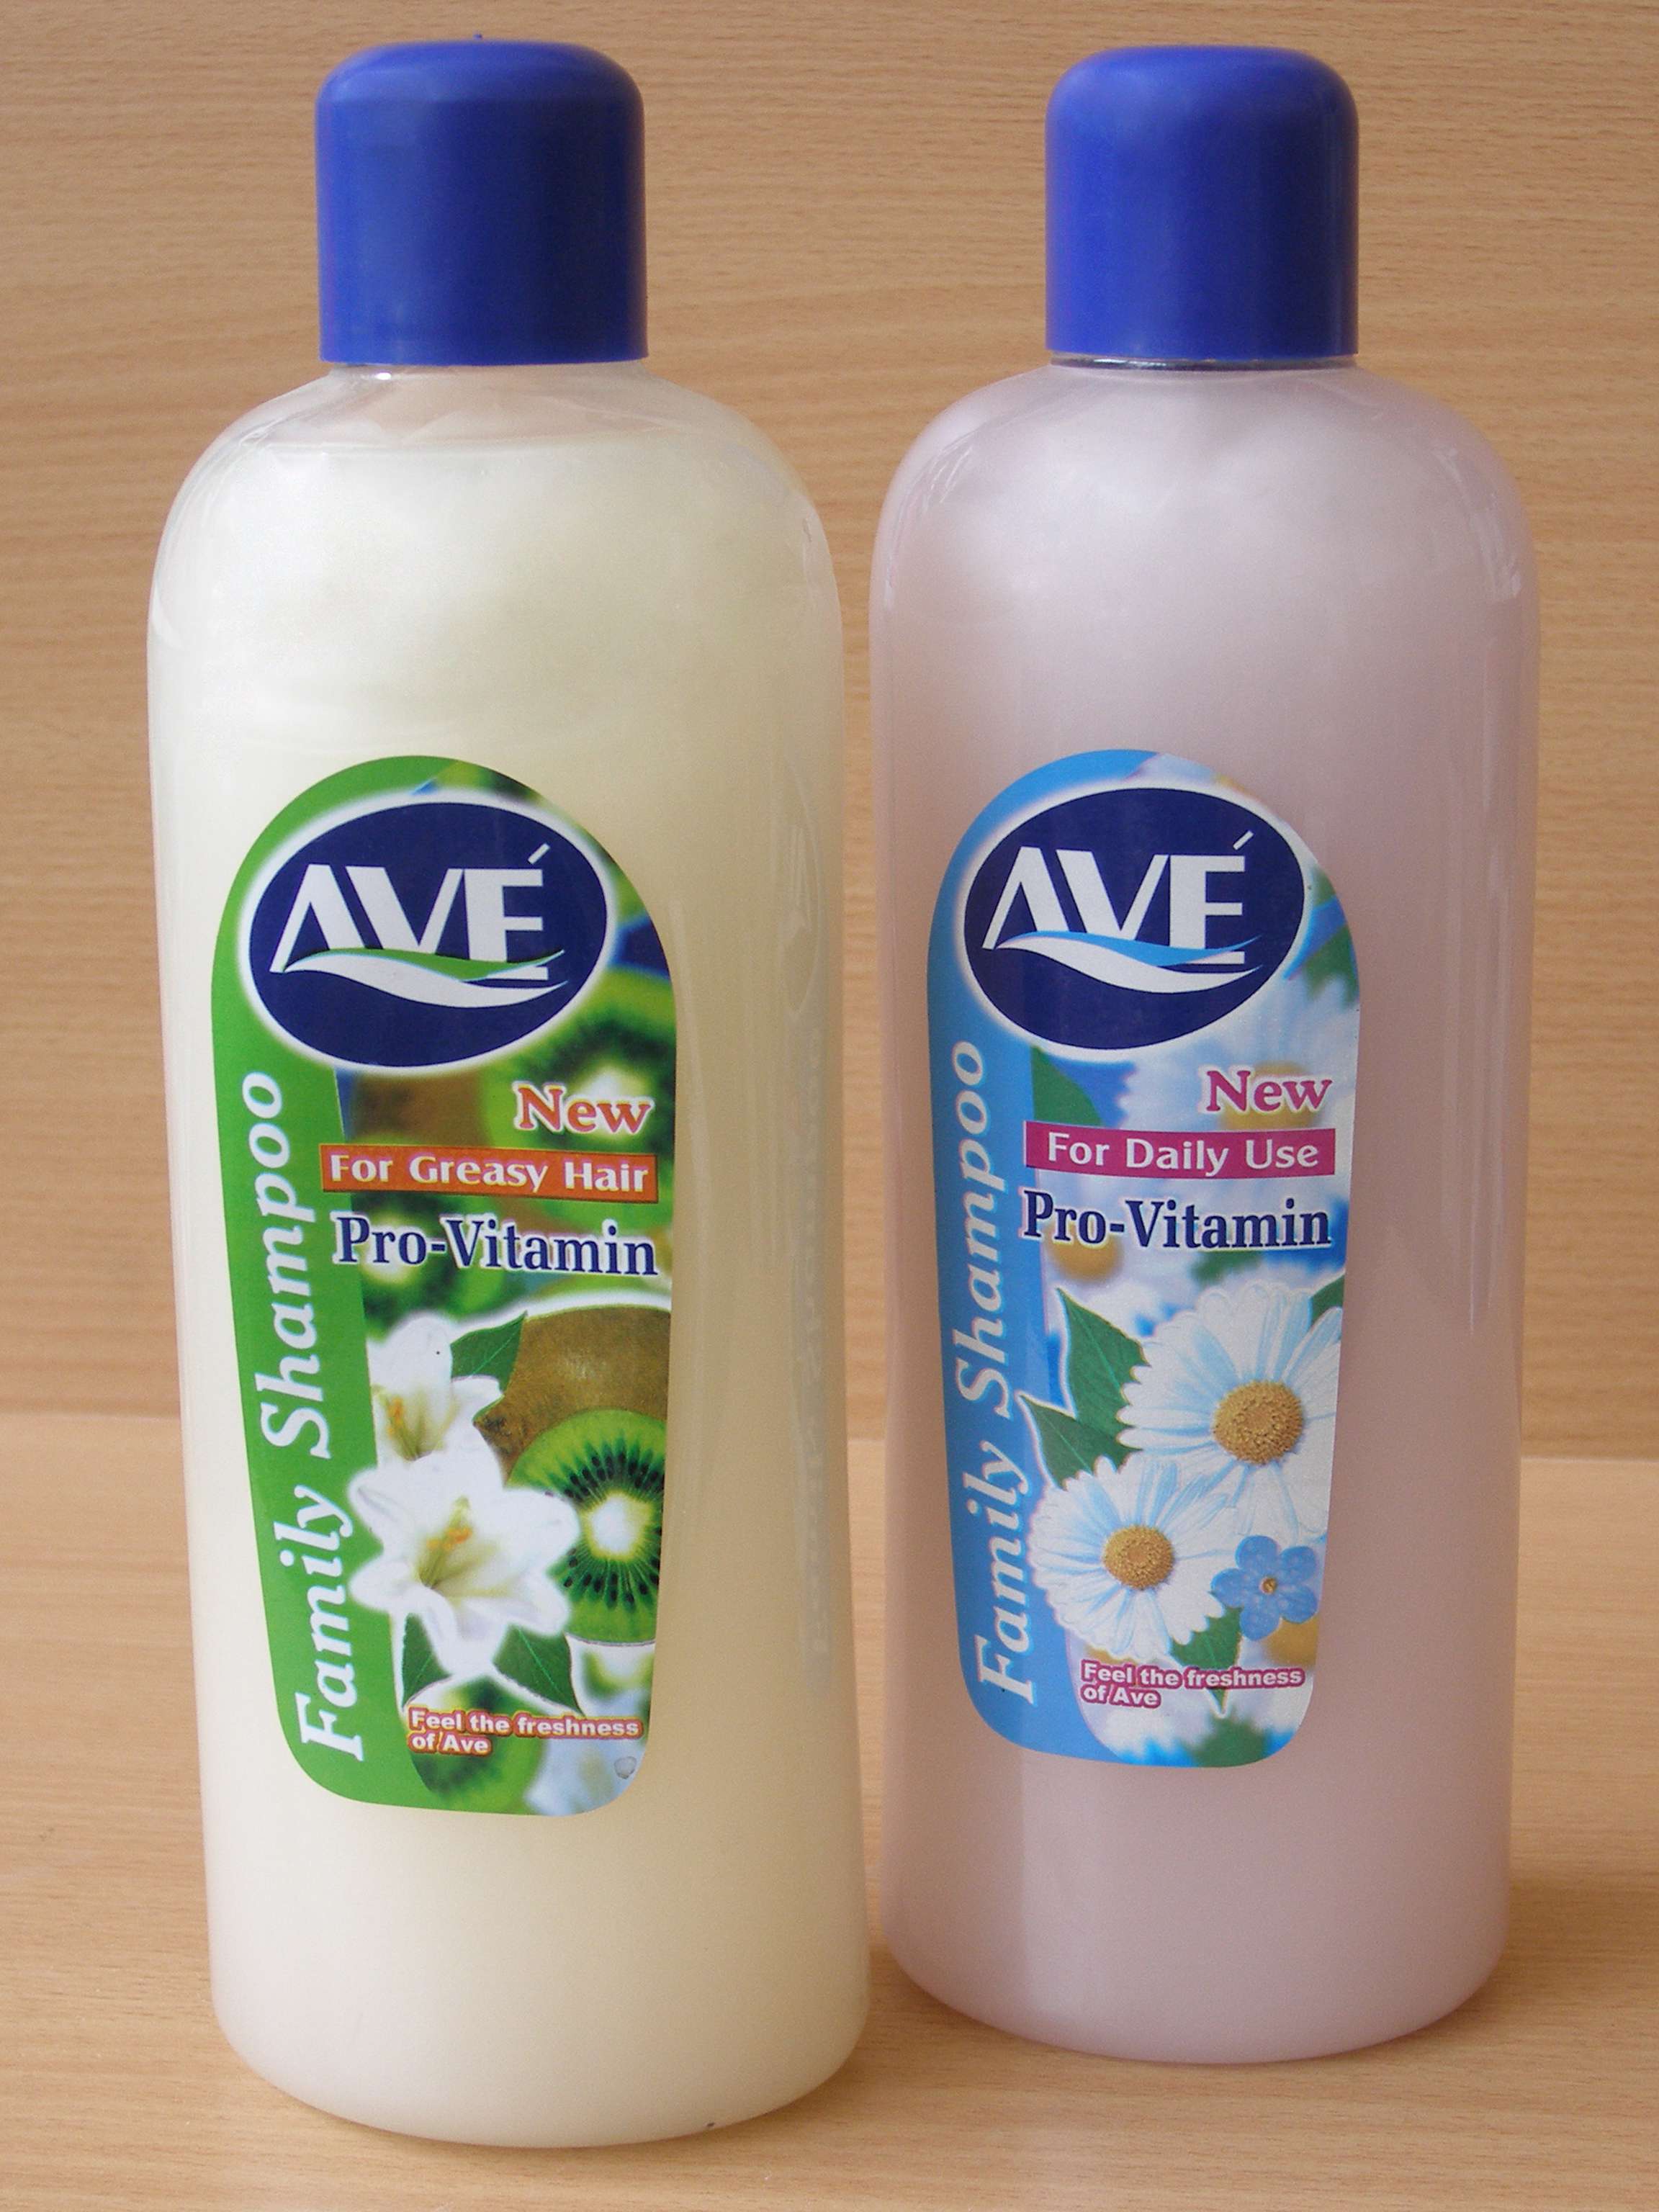 AVÉ
New
For Greasy Hair
Pro-Vitamin
Family Shampoo
Feel the freshness
of Ave
AVÉ
New
For Daily Use
Pro-Vitamin
Family Shampoo
Feel the freshness
of Ave